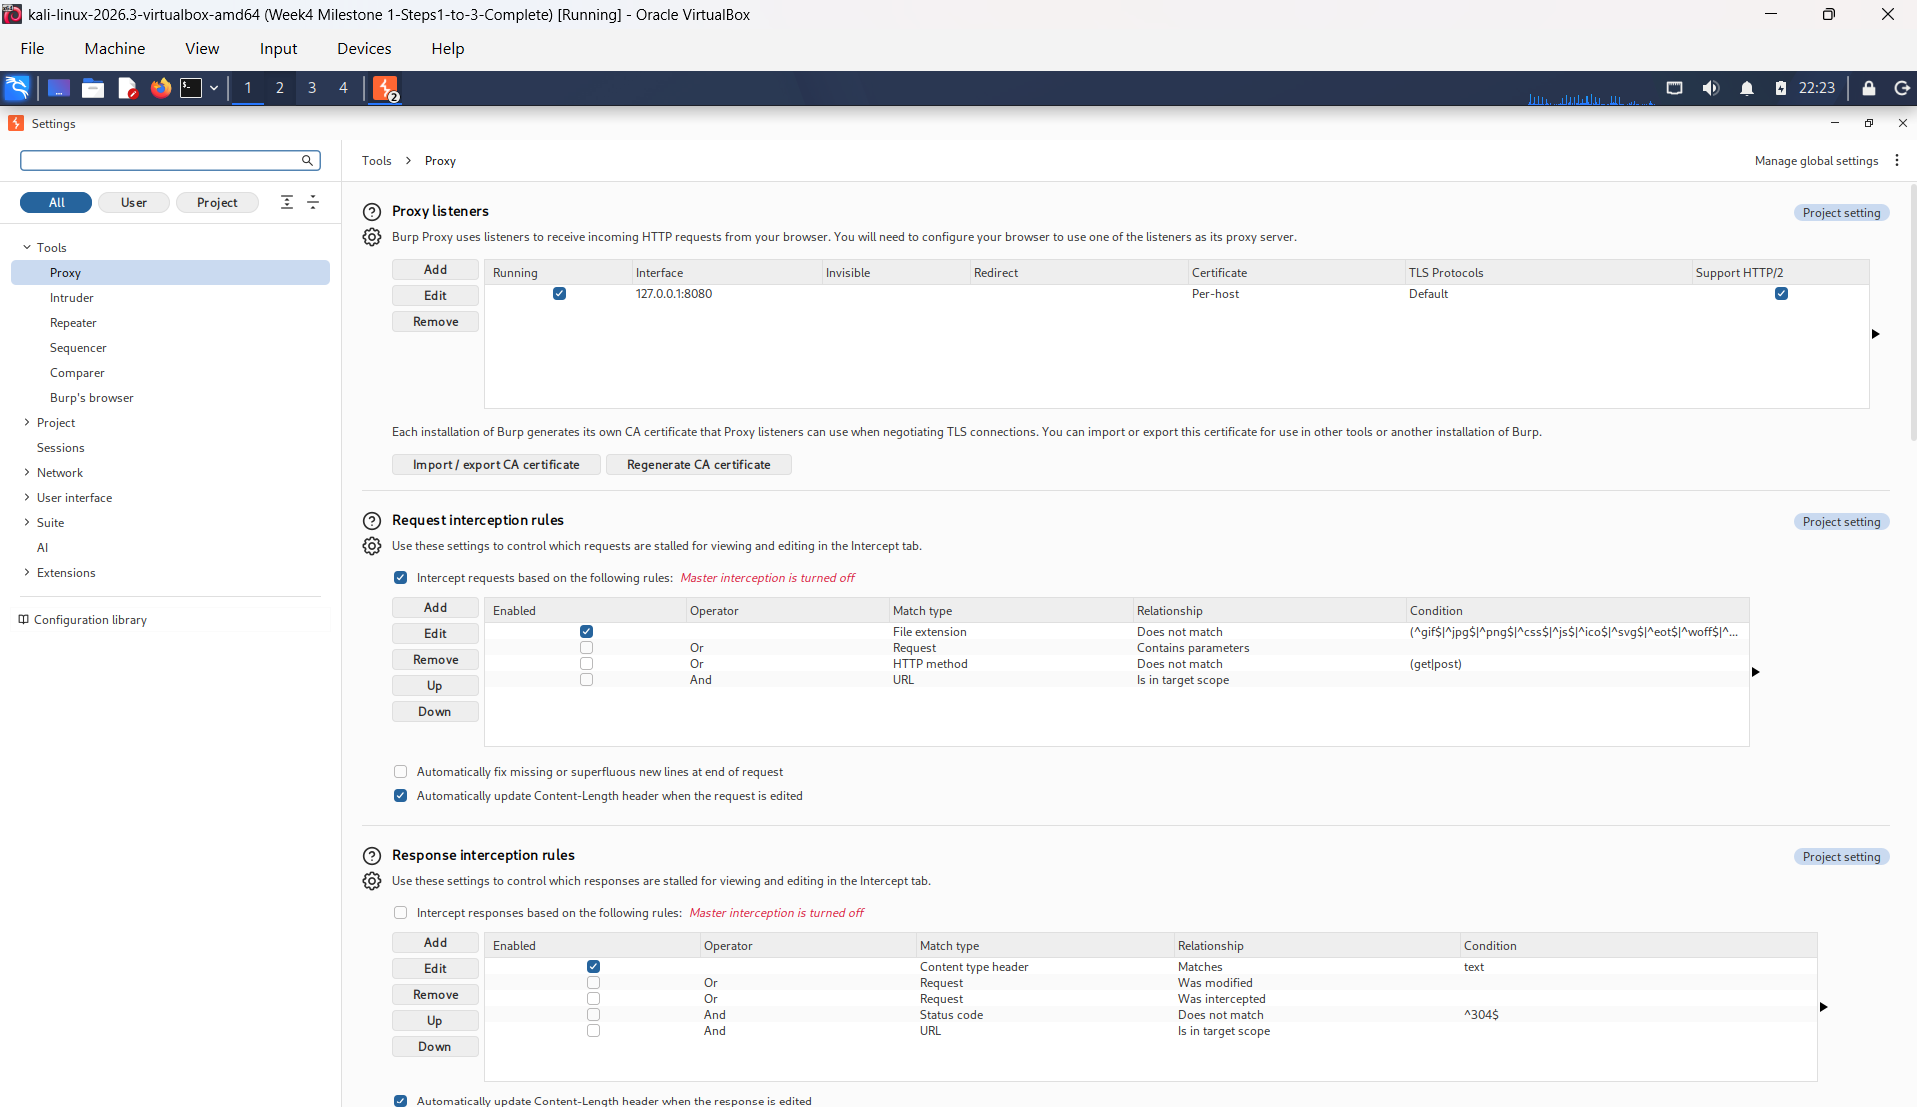 kali-linux-2026.3-virtualbox-amd64 (Week4 Milestone 1-Steps1-to-3-Complete) [Running] - Oracle VirtualBox
File Machine View Input Devices Help
1 2 3 4 2 22:23
Settings
Tools > Proxy
Manage global settings
All User Project
Tools
Proxy
Intruder
Repeater
Sequencer
Comparer
Burp's browser
Project
Sessions
Network
User interface
Suite
AI
Extensions
Configuration library
Proxy listeners
Project setting
Burp Proxy uses listeners to receive incoming HTTP requests from your browser. You will need to configure your browser to use one of the listeners as its proxy server.
Add
Edit
Remove
Running Interface Invisible Redirect Certificate TLS Protocols Support HTTP/2
127.0.0.1:8080 Per-host Default
Each installation of Burp generates its own CA certificate that Proxy listeners can use when negotiating TLS connections. You can import or export this certificate for use in other tools or another installation of Burp.
Import / export CA certificate Regenerate CA certificate
Request interception rules
Project setting
Use these settings to control which requests are stalled for viewing and editing in the Intercept tab.
Intercept requests based on the following rules: Master interception is turned off
Add
Edit
Remove
Up
Down
Enabled Operator Match type Relationship Condition
File extension Does not match (^gif$|^jpg$|^png$|^css$|^js$|^ico$|^svg$|^eot$|^woff$|^...
Or Request Contains parameters
Or HTTP method Does not match (get|post)
And URL Is in target scope
Automatically fix missing or superfluous new lines at end of request
Automatically update Content-Length header when the request is edited
Response interception rules
Project setting
Use these settings to control which responses are stalled for viewing and editing in the Intercept tab.
Intercept responses based on the following rules: Master interception is turned off
Add
Edit
Remove
Up
Down
Enabled Operator Match type Relationship Condition
Content type header Matches text
Or Request Was modified
Or Request Was intercepted
And Status code Does not match ^304$
And URL Is in target scope
Automatically update Content-Length header when the response is edited